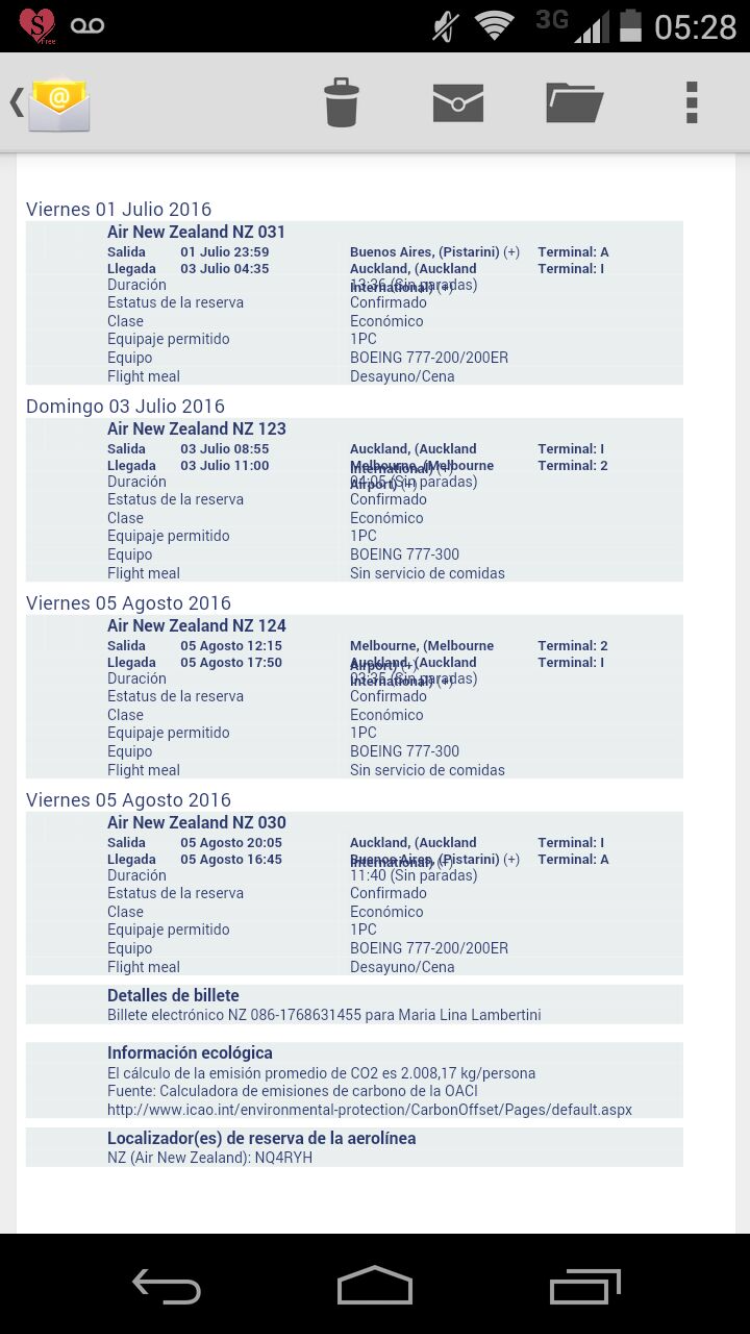 S
Free
3G
05:28
@
Viernes 01 Julio 2016
Air New Zealand NZ 031
Salida 01 Julio 23:59 Buenos Aires, (Pistarini) (+) Terminal: A
Llegada 03 Julio 04:35 Auckland, (Auckland International) (+) Terminal: I
Duración 13:36 (Sin paradas)
Estatus de la reserva Confirmado
Clase Económico
Equipaje permitido 1PC
Equipo BOEING 777-200/200ER
Flight meal Desayuno/Cena
Domingo 03 Julio 2016
Air New Zealand NZ 123
Salida 03 Julio 08:55 Auckland, (Auckland International) (+) Terminal: I
Llegada 03 Julio 11:00 Melbourne, (Melbourne Airport) (+) Terminal: 2
Duración 04:05 (Sin paradas)
Estatus de la reserva Confirmado
Clase Económico
Equipaje permitido 1PC
Equipo BOEING 777-300
Flight meal Sin servicio de comidas
Viernes 05 Agosto 2016
Air New Zealand NZ 124
Salida 05 Agosto 12:15 Melbourne, (Melbourne Airport) (+) Terminal: 2
Llegada 05 Agosto 17:50 Auckland, (Auckland International) (+) Terminal: I
Duración 03:35 (Sin paradas)
Estatus de la reserva Confirmado
Clase Económico
Equipaje permitido 1PC
Equipo BOEING 777-300
Flight meal Sin servicio de comidas
Viernes 05 Agosto 2016
Air New Zealand NZ 030
Salida 05 Agosto 20:05 Auckland, (Auckland International) (+) Terminal: I
Llegada 05 Agosto 16:45 Buenos Aires, (Pistarini) (+) Terminal: A
Duración 11:40 (Sin paradas)
Estatus de la reserva Confirmado
Clase Económico
Equipaje permitido 1PC
Equipo BOEING 777-200/200ER
Flight meal Desayuno/Cena
Detalles de billete
Billete electrónico NZ 086-1768631455 para Maria Lina Lambertini
Información ecológica
El cálculo de la emisión promedio de CO2 es 2.008,17 kg/persona
Fuente: Calculadora de emisiones de carbono de la OACI
http://www.icao.int/environmental-protection/CarbonOffset/Pages/default.aspx
Localizador(es) de reserva de la aerolínea
NZ (Air New Zealand): NQ4RYH